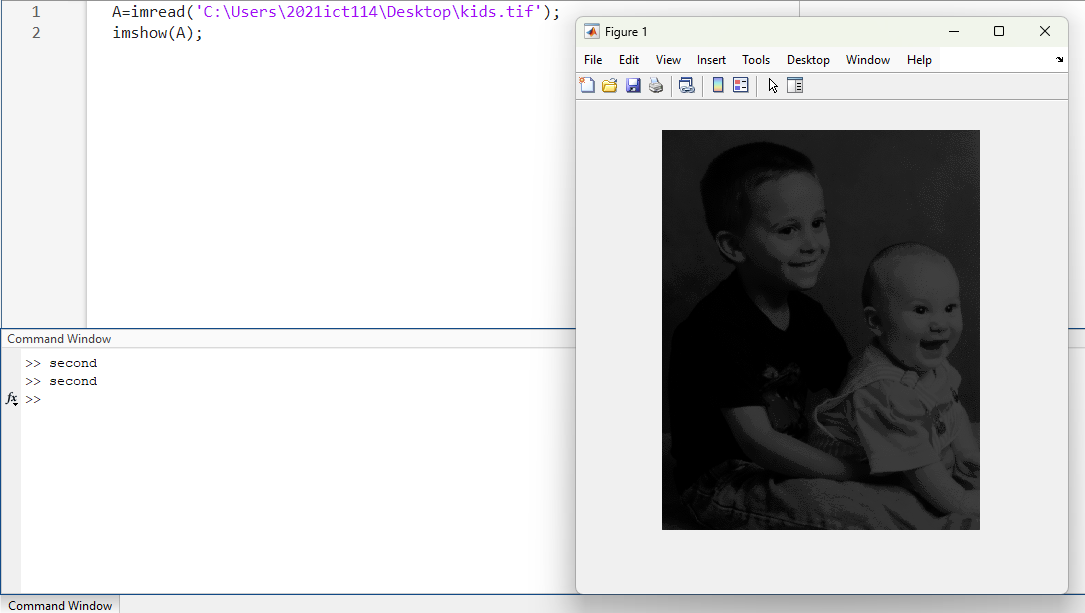 1 A=imread('C:\Users\2021ict114\Desktop\kids.tif');
2 imshow(A);
Figure 1
File Edit View Insert Tools Desktop Window Help
Command Window
>> second
>> second
fx >>
Command Window